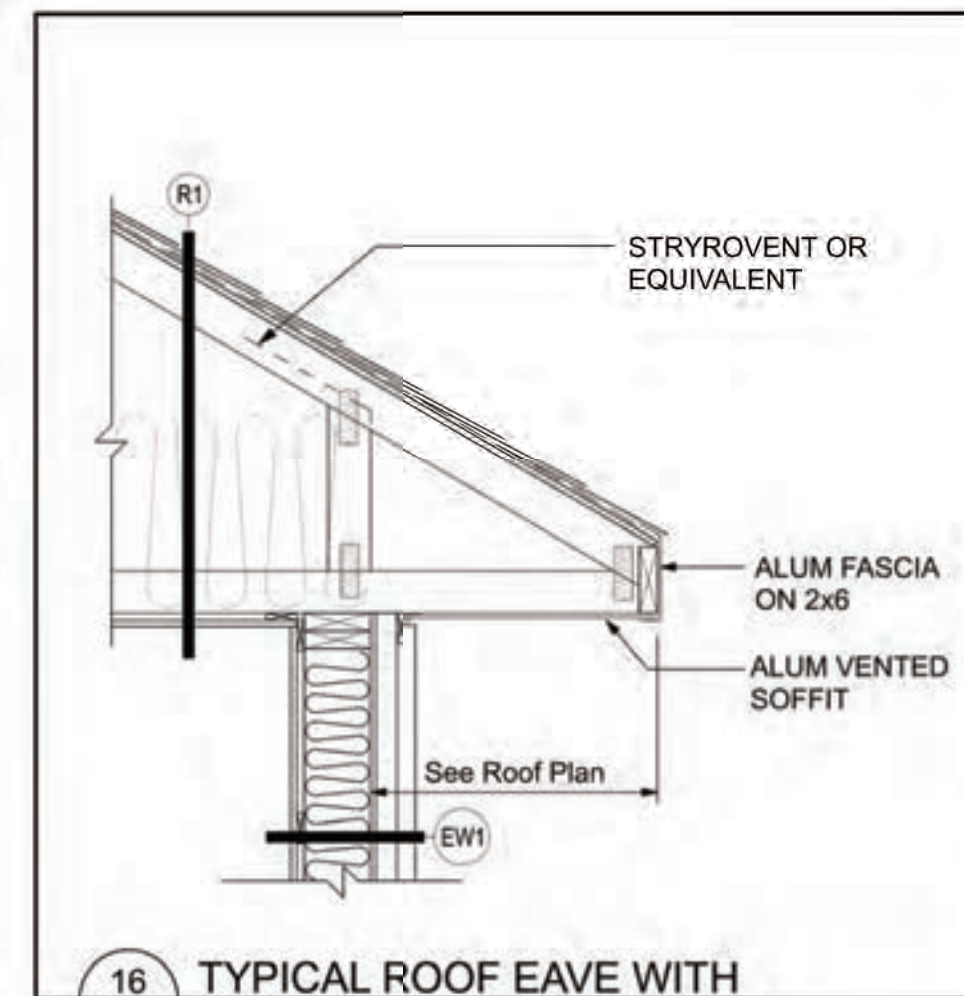 R1
STRYROVENT OR
EQUIVALENT
ALUM FASCIA
ON 2x6
ALUM VENTED
SOFFIT
See Roof Plan
EW1
16 TYPICAL ROOF EAVE WITH